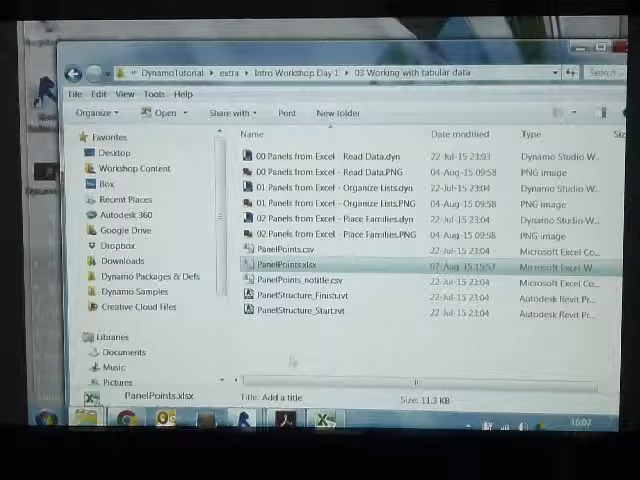 « DynamoTutorial ▸ extra ▸ Intro Workshop Day 1 ▸ 03 Working with tabular data
File Edit View Tools Help
Organize Open Share with Print New folder
Name Date modified Type
Favorites
Desktop
Workshop Content
Box
Recent Places
Autodesk 360
Google Drive
Dropbox
Downloads
Dynamo Packages & Defs
Dynamo Samples
Creative Cloud Files
Libraries
Documents
Music
Pictures
00 Panels from Excel - Read Data.dyn 22-Jul-15 23:03 Dynamo Studio W...
00 Panels from Excel - Read Data.PNG 04-Aug-15 09:58 PNG image
01 Panels from Excel - Organize Lists.dyn 22-Jul-15 23:04 Dynamo Studio W...
01 Panels from Excel - Organize Lists.PNG 04-Aug-15 09:58 PNG image
02 Panels from Excel - Place Families.dyn 22-Jul-15 23:04 Dynamo Studio W...
02 Panels from Excel - Place Families.PNG 04-Aug-15 09:58 PNG image
PanelPoints.csv 22-Jul-15 23:04 Microsoft Excel Co...
PanelPoints.xlsx 07-Aug-15 15:57 Microsoft Excel W...
PanelPoints_notitle.csv 22-Jul-15 23:04 Microsoft Excel Co...
PanelStructure_Finish.rvt 22-Jul-15 23:04 Autodesk Revit Pr...
PanelStructure_Start.rvt 22-Jul-15 23:04 Autodesk Revit Pr...
PanelPoints.xlsx Title: Add a title Size: 11.3 KB
16:07